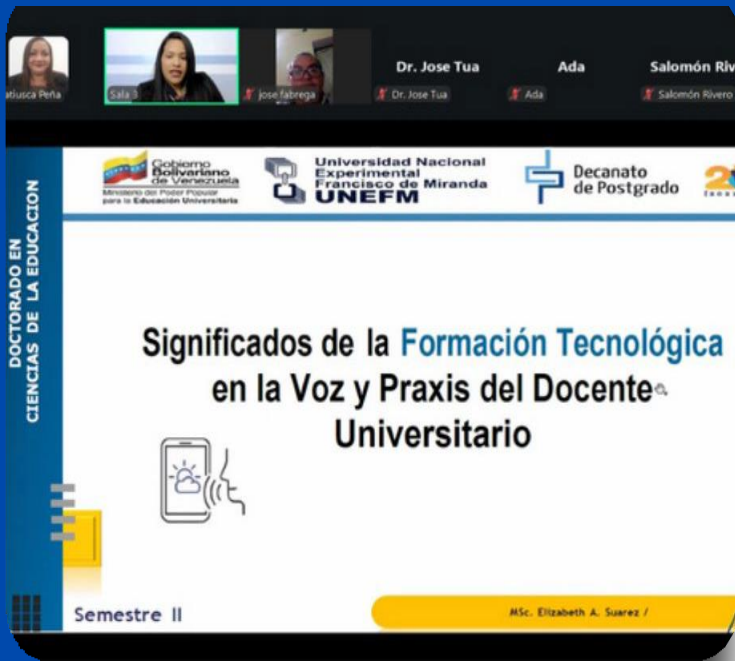 Dr. Jose Tua
Ada
Salomón Riv
atiusca Peña
Sala 3
jose fabrega
Dr. Jose Tua
Ada
Salomón Rivero
DOCTORADO EN
CIENCIAS DE LA EDUCACION
Gobierno
Bolivariano
de Venezuela
Ministerio del Poder Popular
para la Educación Universitaria
Universidad Nacional
Experimental
Francisco de Miranda
UNEFM
Decanato
de Postgrado
Significados de la Formación Tecnológica
en la Voz y Praxis del Docente
Universitario
Semestre II
MSc. Elizabeth A. Suarez /